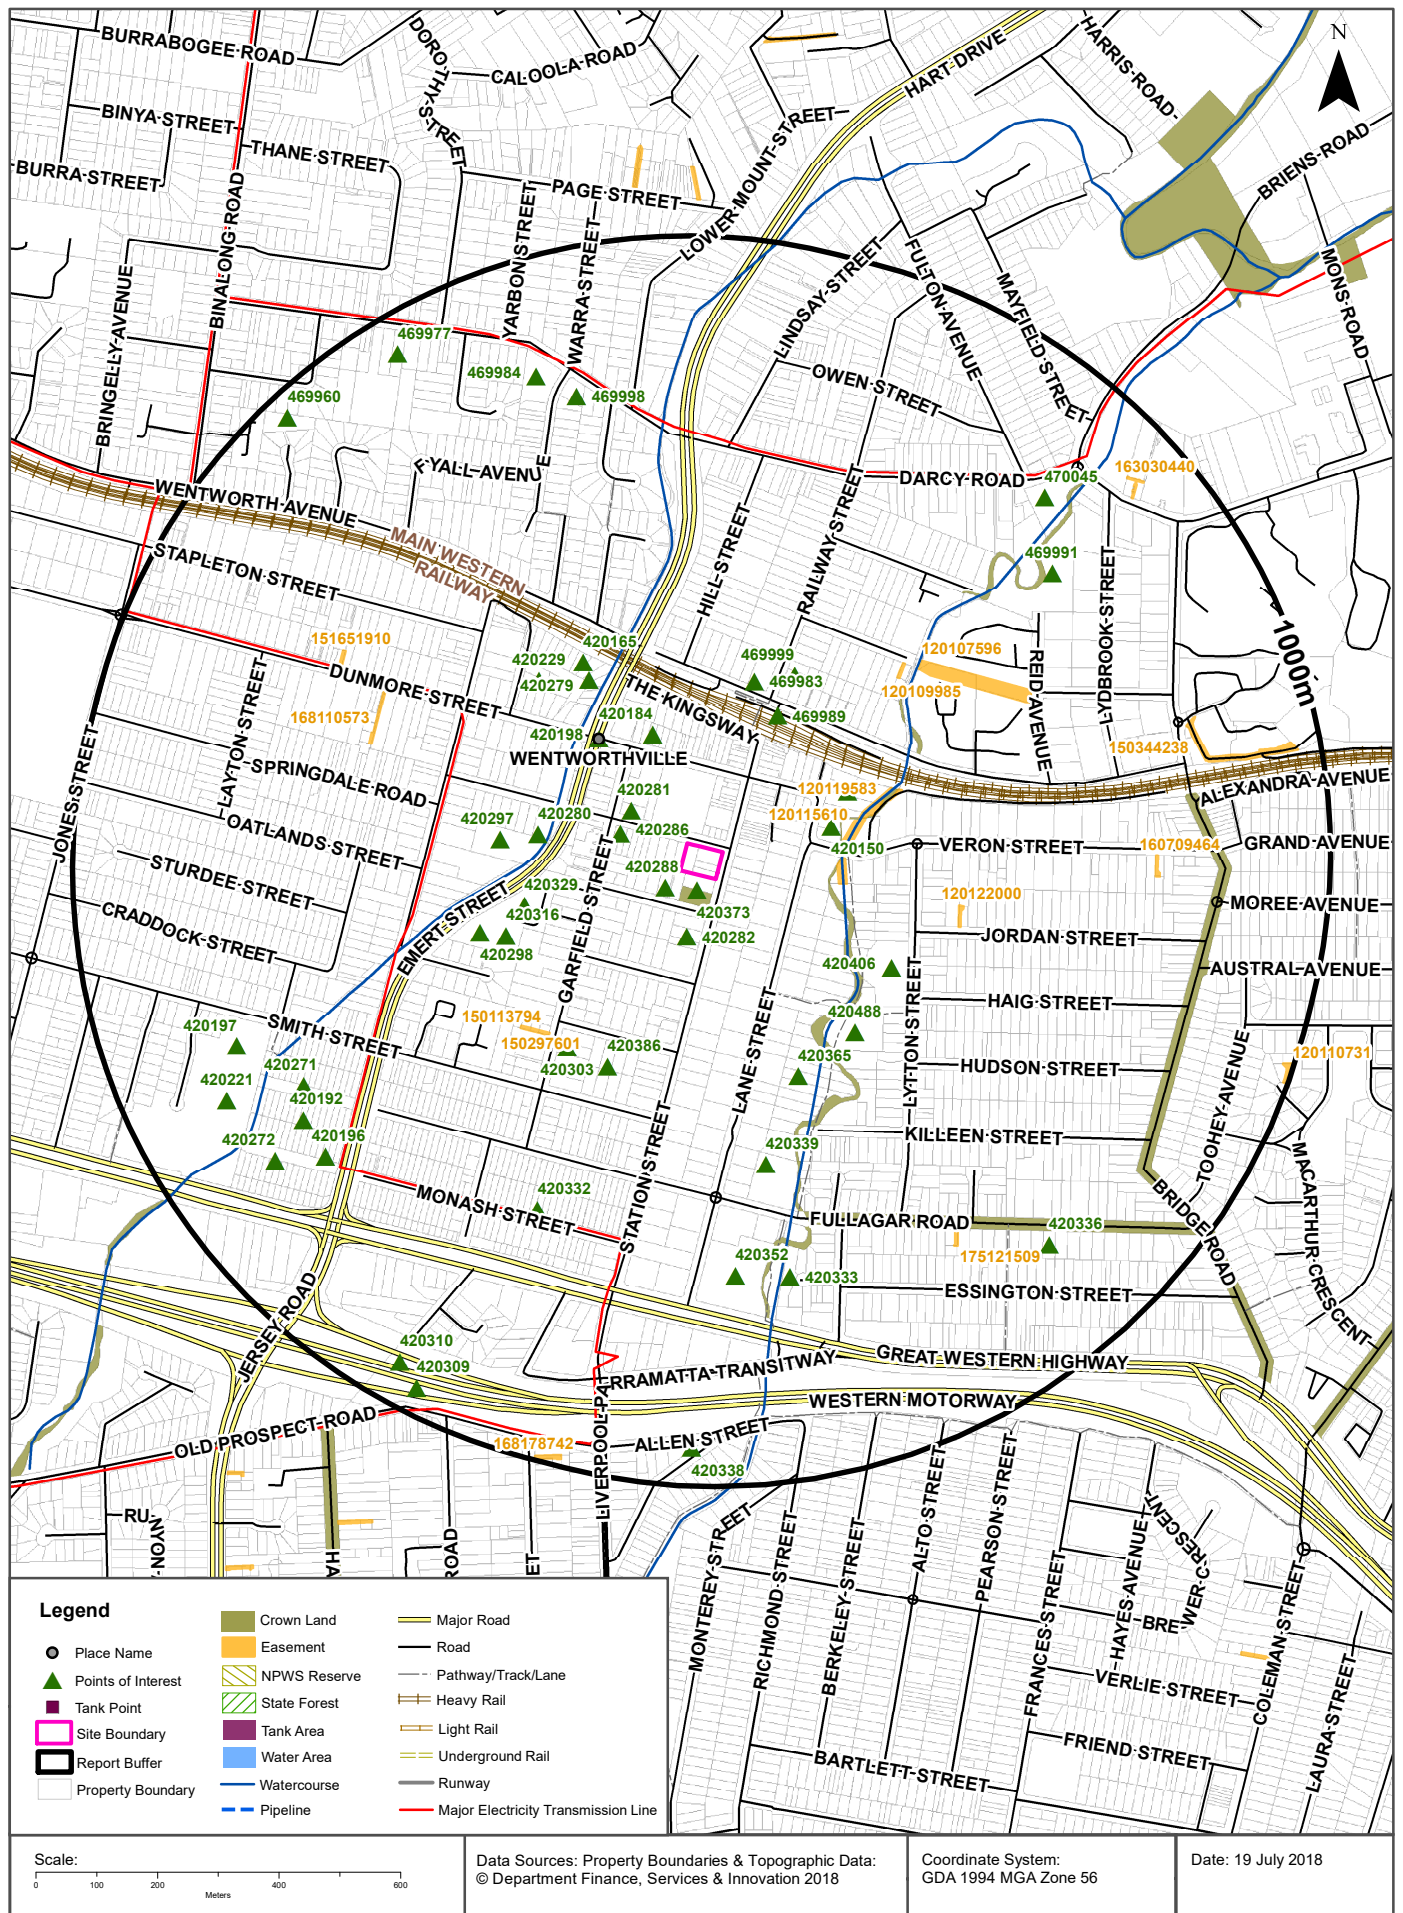 BURRABOGEE ROAD
DOROTHY STREET
CALOOLA ROAD
HART DRIVE
HARRIS ROAD
N
BINYA STREET
THANE STREET
LOWER MOUNT STREET
BRIENS ROAD
BURRA STREET
PAGE STREET
BINALONG ROAD
YARBON STREET
WARRA STREET
LINDSAY STREET
FULTON AVENUE
MAYFIELD STREET
MONS ROAD
BRINGELLY AVENUE
469977
469984
469998
469960
OWEN STREET
FYALL AVENUE
DARCY ROAD
470045
163030440
WENTWORTH AVENUE
MAIN WESTERN
RAILWAY
STAPLETON STREET
HILL STREET
RAILWAY STREET
469991
LYDBROOK STREET
REID AVENUE
1000m
151651910
DUNMORE STREET
420165
420229
420279
469999
469983
120107596
120109985
LAYTON STREET
168110573
420184
THE KINGSWAY
469989
420198
WENTWORTHVILLE
150344238
JONES STREET
SPRINGDALE ROAD
420281
120119583
ALEXANDRA AVENUE
OATLANDS STREET
420297
420280
420286
120115610
420150
VERON STREET
160709464
GRAND AVENUE
STURDEE STREET
420288
420329
420316
420373
120122000
MOREE AVENUE
CRADDOCK STREET
EMERT STREET
GARFIELD STREET
420298
420282
JORDAN STREET
420406
AUSTRAL AVENUE
HAIG STREET
LYTTON STREET
150113794
150297601
420488
420197
SMITH STREET
LANE STREET
420386
420303
420365
HUDSON STREET
TOOHEY AVENUE
120110731
420271
420221
420192
420272
420196
420339
KILLEEN STREET
STATION STREET
MACARTHUR CRESCENT
MONASH STREET
420332
FULLAGAR ROAD
420336
BRIDGE ROAD
175121509
420352
420333
ESSINGTON STREET
JERSEY ROAD
420310
420309
LIVERPOOL PARRAMATTA TRANSITWAY
GREAT WESTERN HIGHWAY
WESTERN MOTORWAY
OLD PROSPECT ROAD
168178742
ALLEN STREET
420338
MONTEREY STREET
RICHMOND STREET
BERKELEY STREET
ALTO STREET
PEARSON STREET
FRANCES STREET
HAYES AVENUE
BREWER CRESCENT
COLEMAN STREET
LAURA STREET
VERLIE STREET
FRIEND STREET
BARTLETT STREET
RU
NON
HA
ROAD
ET
Legend
Place Name
Points of Interest
Tank Point
Site Boundary
Report Buffer
Property Boundary
Crown Land
Easement
NPWS Reserve
State Forest
Tank Area
Water Area
Watercourse
Pipeline
Major Road
Road
Pathway/Track/Lane
Heavy Rail
Light Rail
Underground Rail
Runway
Major Electricity Transmission Line
Scale:
0 100 200 400 600
Meters
Data Sources: Property Boundaries & Topographic Data:
© Department Finance, Services & Innovation 2018
Coordinate System:
GDA 1994 MGA Zone 56
Date: 19 July 2018